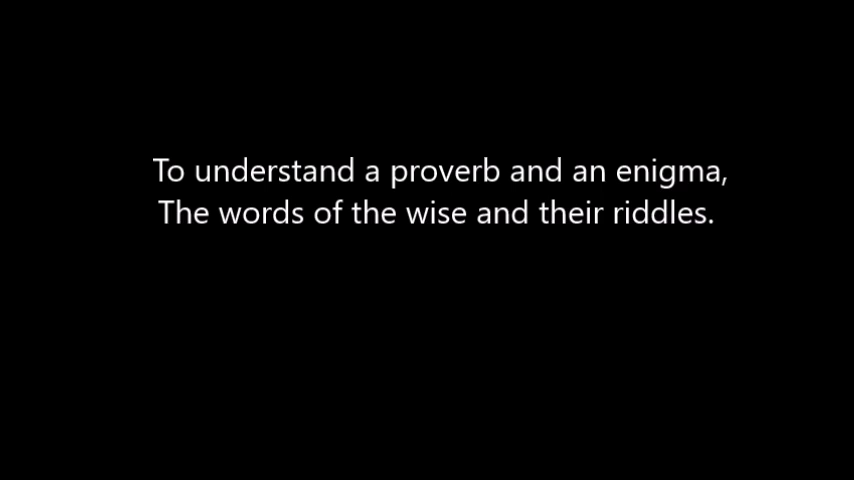 To understand a proverb and an enigma,
The words of the wise and their riddles.